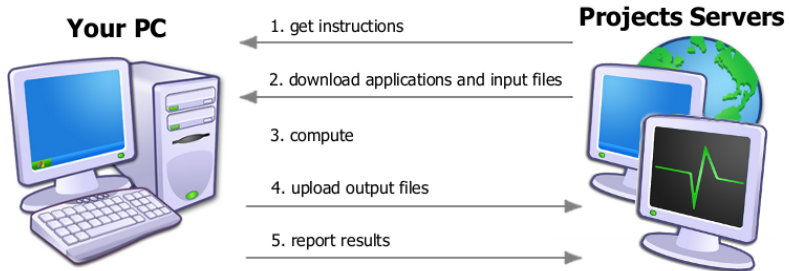 Your PC
Projects Servers
1. get instructions
2. download applications and input files
3. compute
4. upload output files
5. report results